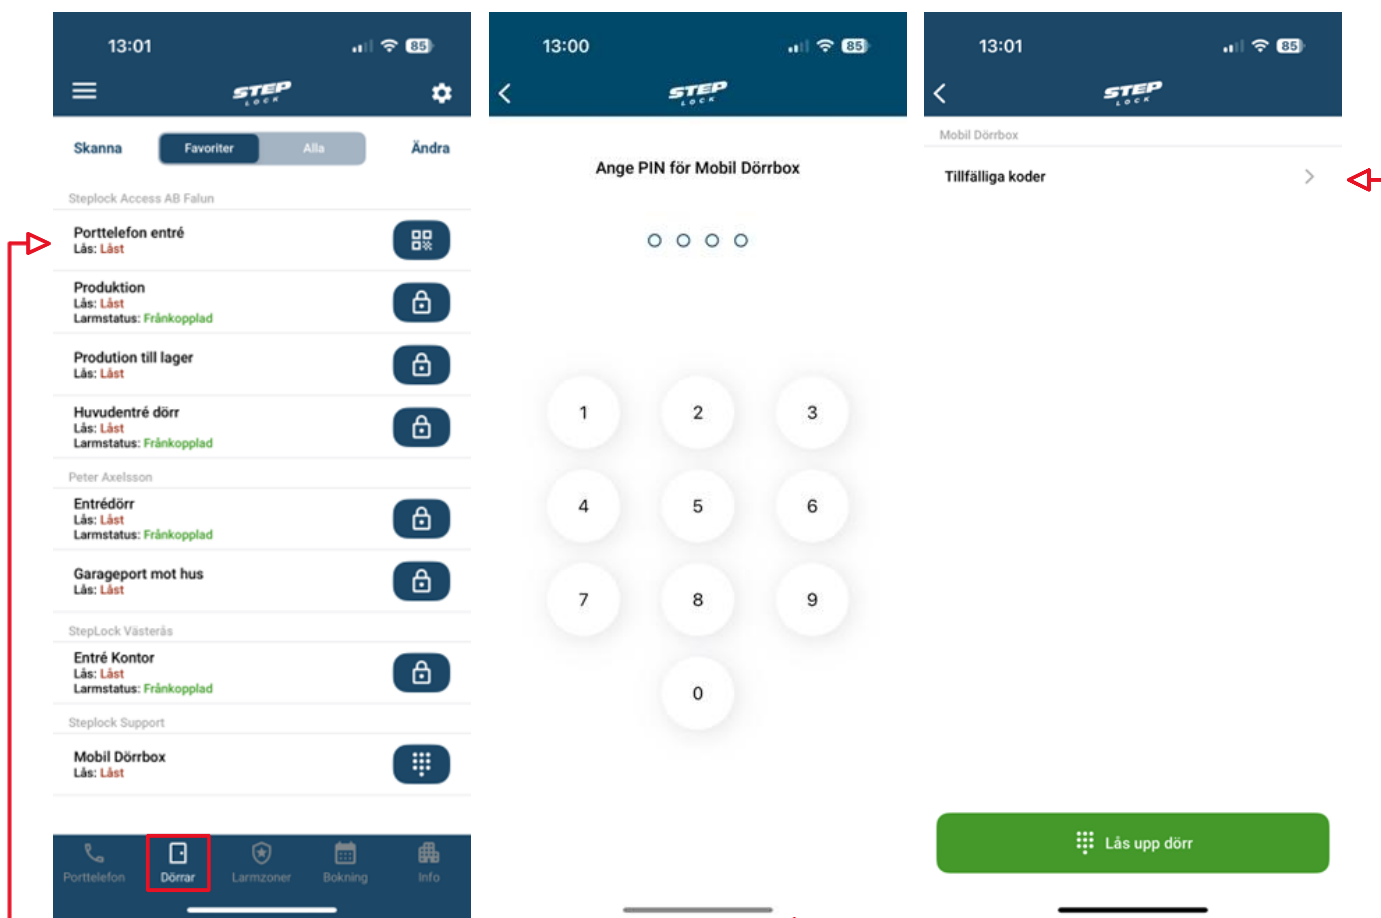 13:01
85
STEP
LOCK
Skanna
Favoriter
Alla
Ändra
Steplock Access AB Falun
Porttelefon entré
Lås: Låst
Produktion
Lås: Låst
Larmstatus: Frånkopplad
Prodution till lager
Lås: Låst
Huvudentré dörr
Lås: Låst
Larmstatus: Frånkopplad
Peter Axelsson
Entrédörr
Lås: Låst
Larmstatus: Frånkopplad
Garageport mot hus
Lås: Låst
StepLock Västerås
Entré Kontor
Lås: Låst
Larmstatus: Frånkopplad
Steplock Support
Mobil Dörrbox
Lås: Låst
Porttelefon
Dörrar
Larmzoner
Bokning
Info
13:00
85
STEP
LOCK
Ange PIN för Mobil Dörrbox
1
2
3
4
5
6
7
8
9
0
13:01
85
STEP
LOCK
Mobil Dörrbox
Tillfälliga koder
Lås upp dörr